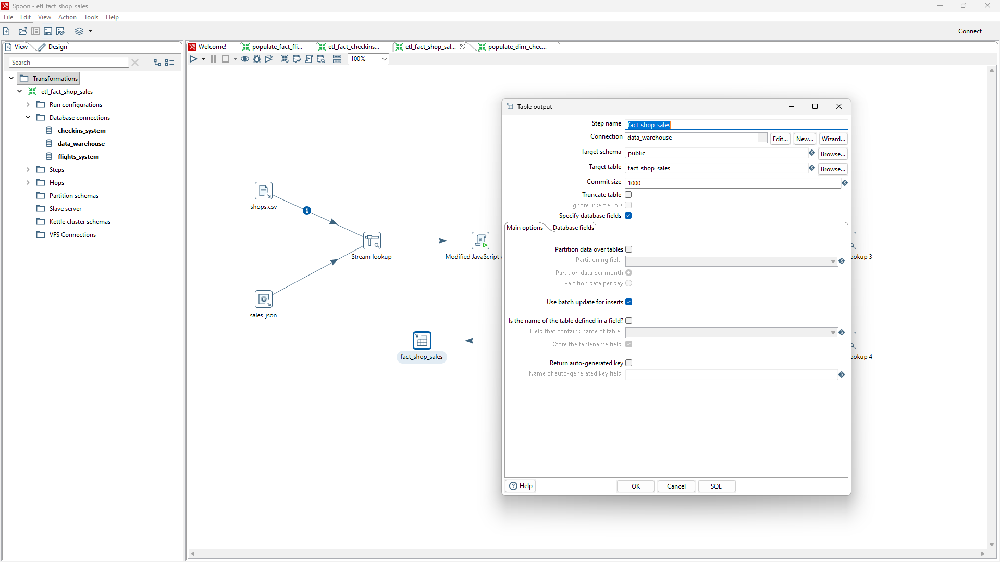 Spoon - etl_fact_shop_sales
File Edit View Action Tools Help
Connect
View Design
Search
Transformations
etl_fact_shop_sales
Run configurations
Database connections
checkins_system
data_warehouse
flights_system
Steps
Hops
Partition schemas
Slave server
Kettle cluster schemas
VFS Connections
Welcome! populate_fact_fli... etl_fact_checkins... etl_fact_shop_sal... populate_dim_chec...
100%
shops.csv
Stream lookup
Modified JavaScript v
sales_json
fact_shop_sales
ookup 3
ookup 4
Table output
Step name fact_shop_sales
Connection data_warehouse Edit... New... Wizard...
Target schema public Browse...
Target table fact_shop_sales Browse...
Commit size 1000
Truncate table
Ignore insert errors
Specify database fields
Main options Database fields
Partition data over tables
Partitioning field
Partition data per month
Partition data per day
Use batch update for inserts
Is the name of the table defined in a field?
Field that contains name of table:
Store the tablename field
Return auto-generated key
Name of auto-generated key field
Help OK Cancel SQL